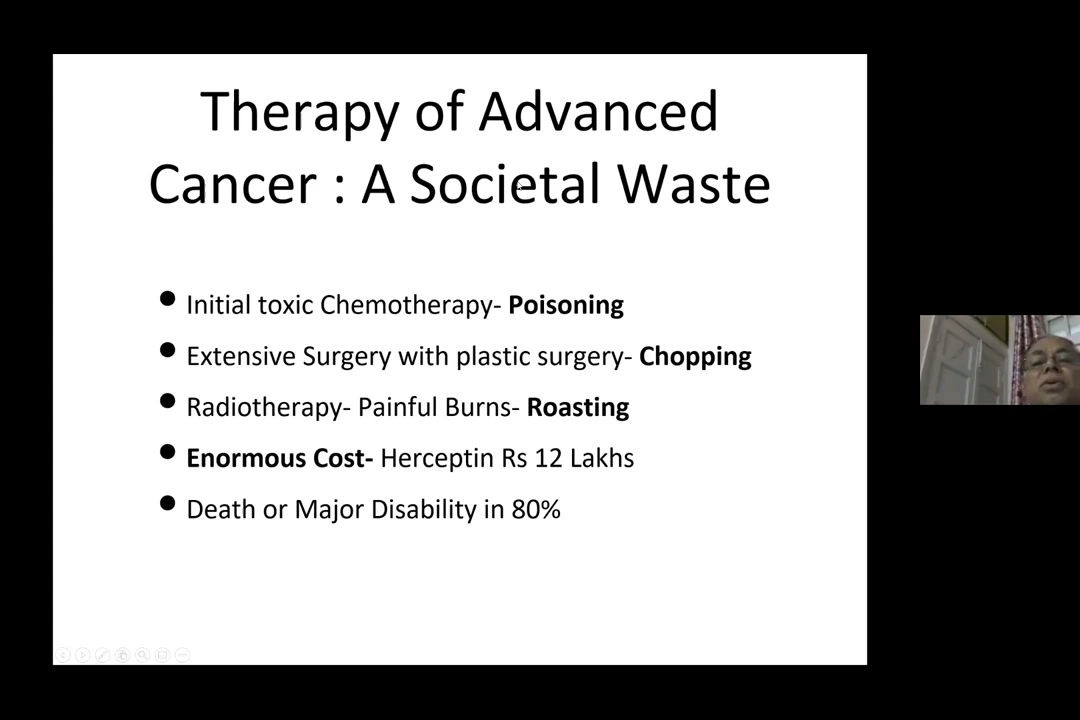 Therapy of Advanced
Cancer : A Societal Waste
Initial toxic Chemotherapy- Poisoning
Extensive Surgery with plastic surgery- Chopping
Radiotherapy- Painful Burns- Roasting
Enormous Cost- Herceptin Rs 12 Lakhs
Death or Major Disability in 80%